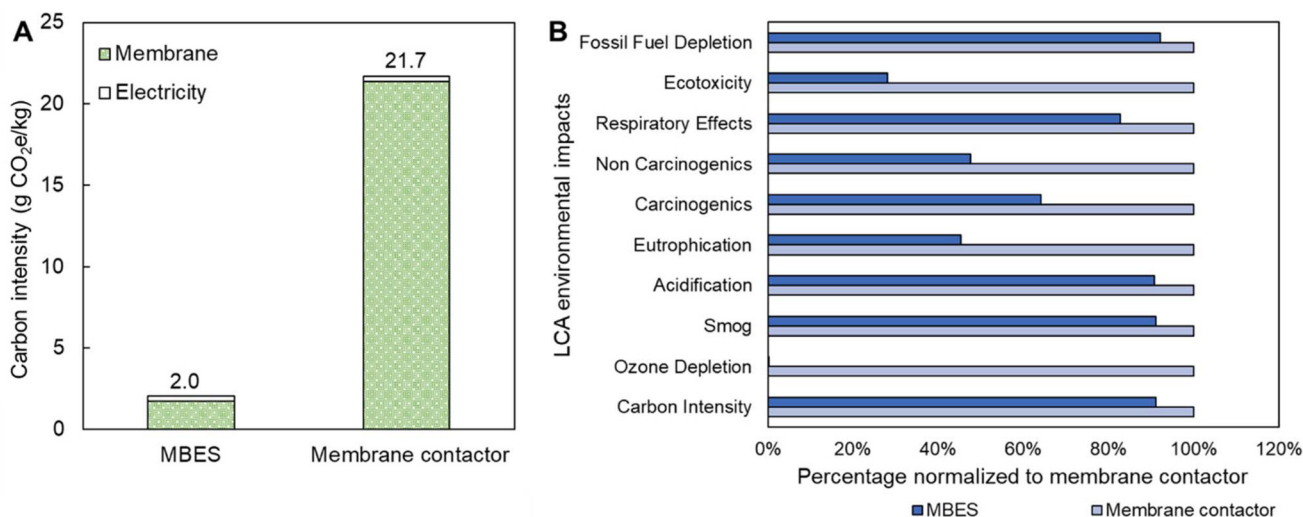 A
Carbon intensity (g CO₂e/kg)
25
20
15
10
5
0
Membrane
Electricity
2.0
21.7
MBES
Membrane contactor
B
LCA environmental impacts
Fossil Fuel Depletion
Ecotoxicity
Respiratory Effects
Non Carcinogenics
Carcinogenics
Eutrophication
Acidification
Smog
Ozone Depletion
Carbon Intensity
0% 20% 40% 60% 80% 100% 120%
Percentage normalized to membrane contactor
MBES Membrane contactor